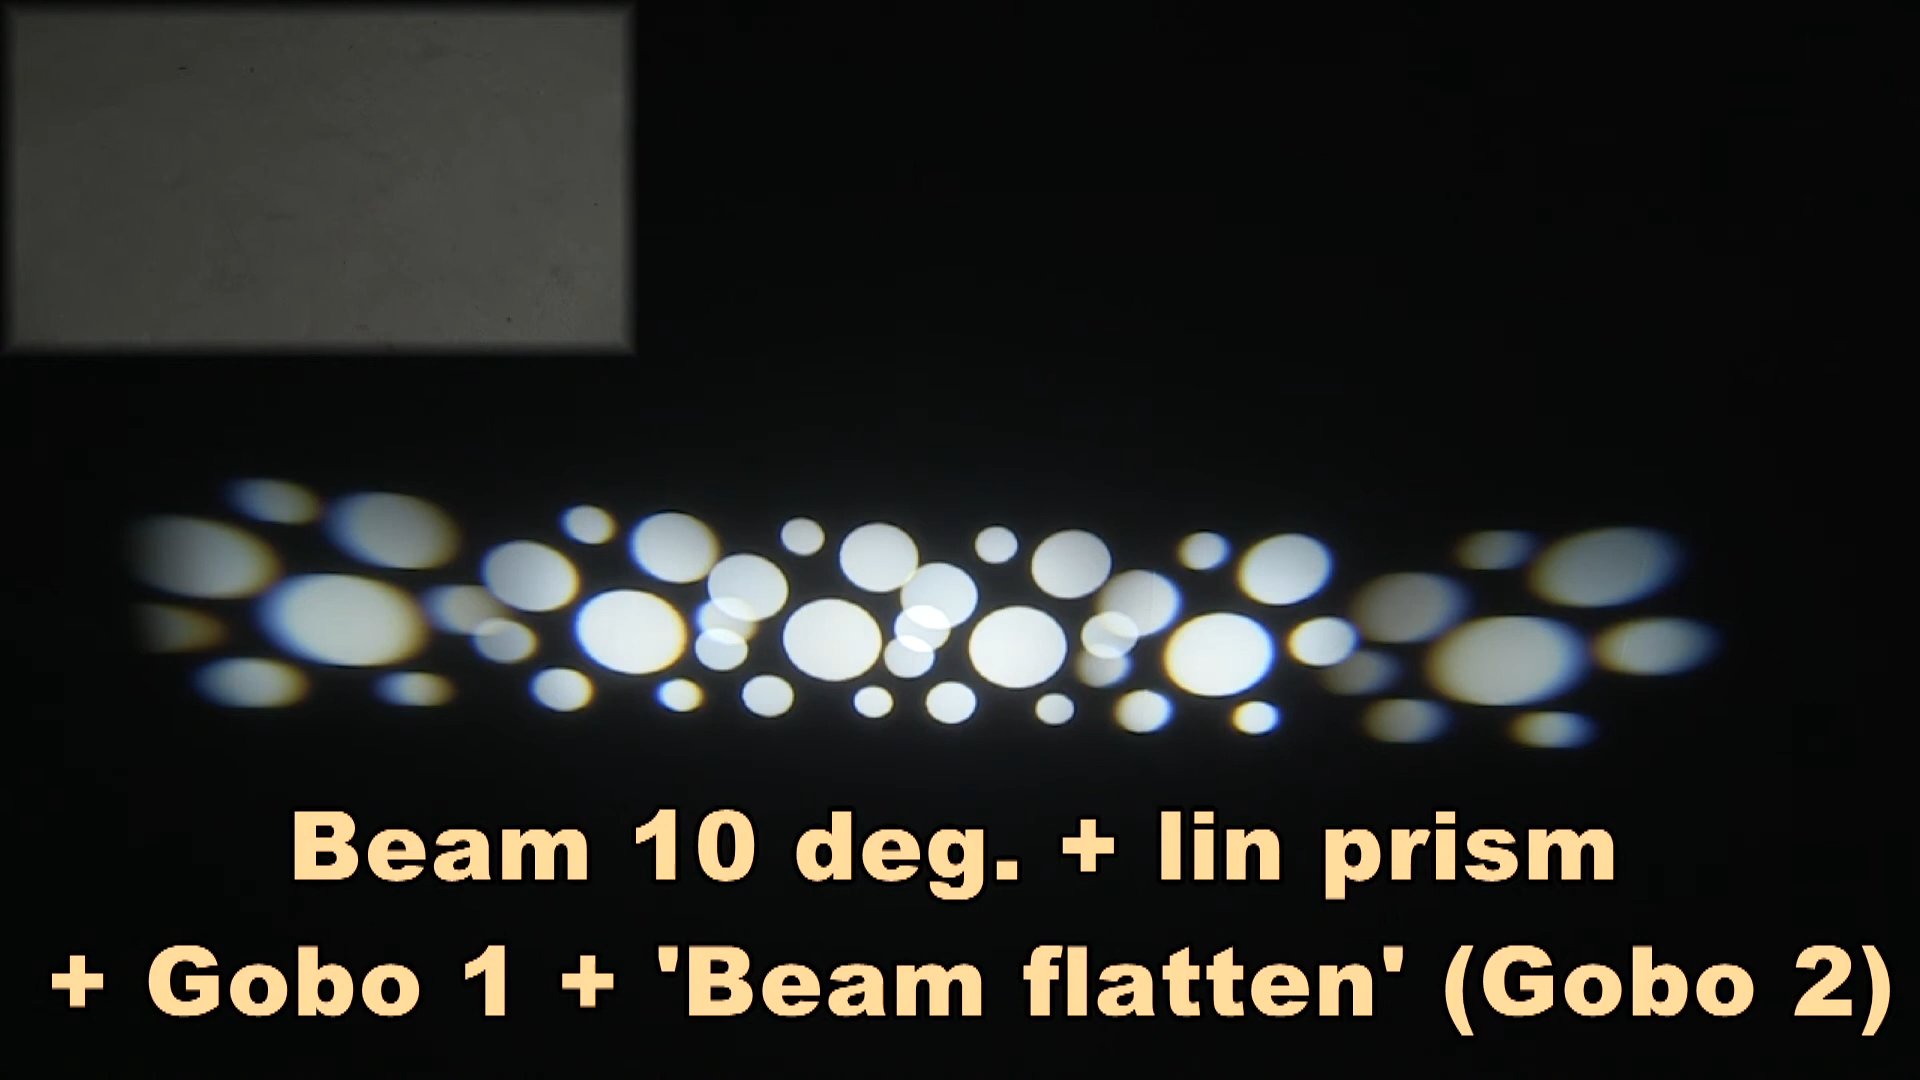 Beam 10 deg. + lin prism
+ Gobo 1 + 'Beam flatten' (Gobo 2)